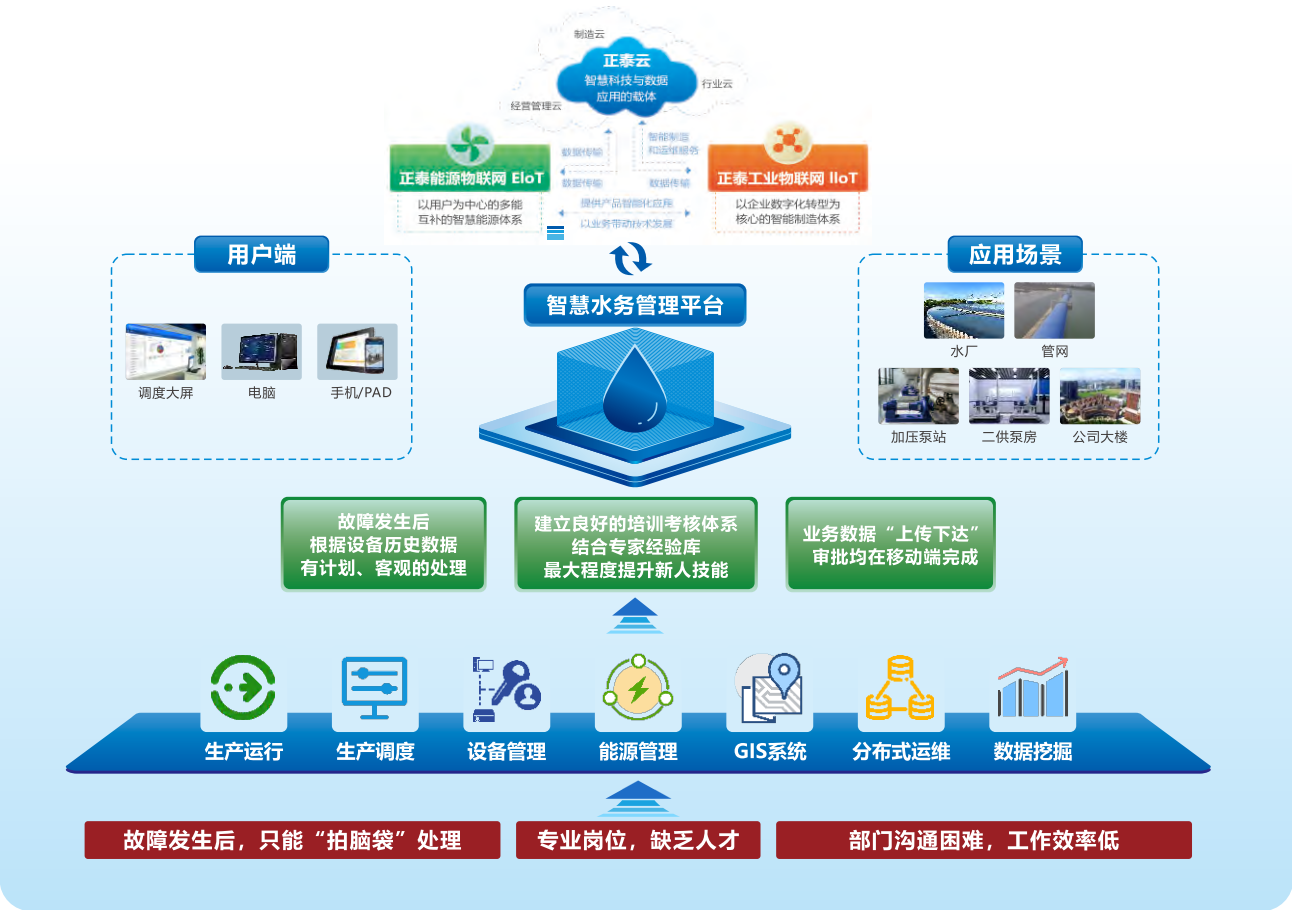 制造云
正泰云
智慧科技与数据
应用的载体
行业云
经营管理云
数据传输
智能制造
和运维服务
数据传输
数据传输
正泰能源物联网 EIoT
正泰工业物联网 IIoT
以用户为中心的多能
互补的智慧能源体系
提供产品智能化应用
以业务带动技术发展
以企业数字化转型为
核心的智能制造体系
用户端
应用场景
智慧水务管理平台
调度大屏
电脑
手机/PAD
水厂
管网
加压泵站
二供泵房
公司大楼
故障发生后
根据设备历史数据
有计划、客观的处理
建立良好的培训考核体系
结合专家经验库
最大程度提升新人技能
业务数据“上传下达”
审批均在移动端完成
生产运行
生产调度
设备管理
能源管理
GIS系统
分布式运维
数据挖掘
故障发生后，只能“拍脑袋”处理
专业岗位，缺乏人才
部门沟通困难，工作效率低